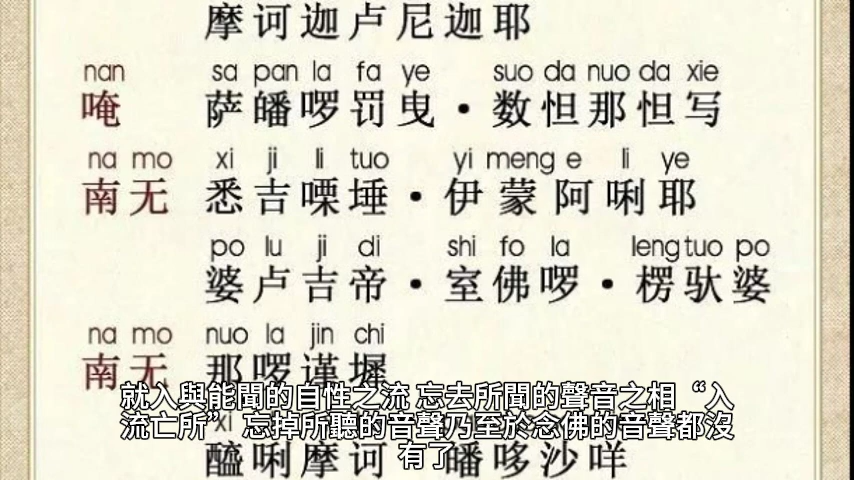 摩诃迦卢尼迦耶
nan sa pan la fa ye suo da nuo da xie
唵 萨皤啰罚曳·数怛那怛写
na mo xi ji li tuo yi meng e li ye
南无 悉吉嘌埵·伊蒙阿唎耶
po lu ji di shi fo la leng tuo po
婆卢吉帝·室佛啰·楞驮婆
na mo nuo la jin chi
南无 那啰谨墀
就入與能聞的自性之流 忘去所聞的聲音之相“入
流亡所” 忘掉所聽的音聲乃至於念佛的音聲都沒
有了
xi
醯唎摩诃 皤哆沙咩